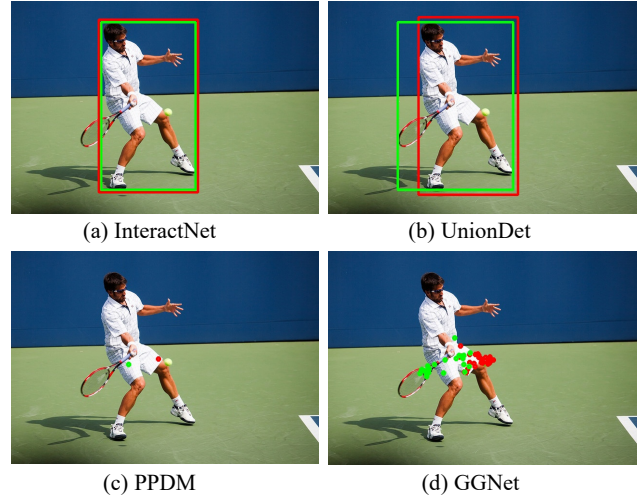 (a) InteractNet
(b) UnionDet
(c) PPDM
(d) GGNet